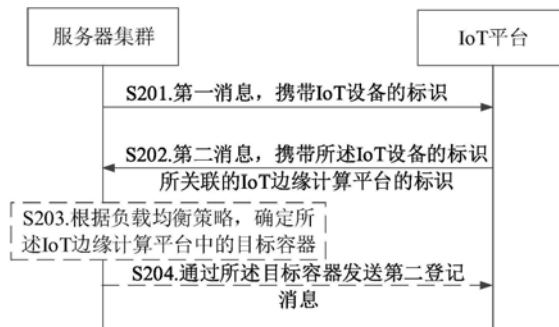 服务器集群
IoT平台
S201.第一消息，携带IoT设备的标识
S202.第二消息，携带所述IoT设备的标识
所关联的IoT边缘计算平台的标识
S203.根据负载均衡策略，确定所
述IoT边缘计算平台中的目标容器
S204.通过所述目标容器发送第二登记
消息